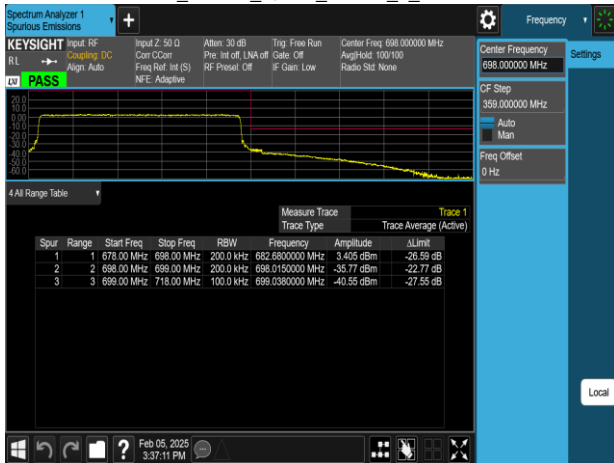 Spectrum Analyzer 1
Spurious Emissions
+
Frequency
KEYSIGHT Input: RF Input Z: 50 Ω Atten: 30 dB Trig: Free Run Center Freq: 698.000000 MHz
RL Coupling: DC Corr CCorr Pre: Int off, LNA off Gate: Off Avg|Hold: 100/100
Align: Auto Freq Ref: Int (S) RF Preset: Off IF Gain: Low Radio Std: None
LXI PASS NFE: Adaptive
Center Frequency
698.000000 MHz
Settings
CF Step
359.000000 MHz
Auto
Man
Freq Offset
0 Hz
20.0
10.0
0.00
-10.0
-20.0
-30.0
-40.0
-50.0
-60.0
4 All Range Table
Measure Trace Trace 1
Trace Type Trace Average (Active)
Spur Range Start Freq Stop Freq RBW Frequency Amplitude ΔLimit
1 1 678.00 MHz 698.00 MHz 200.0 kHz 682.6800000 MHz 3.405 dBm -26.59 dB
2 2 698.00 MHz 699.00 MHz 200.0 kHz 698.0150000 MHz -35.77 dBm -22.77 dB
3 3 699.00 MHz 718.00 MHz 100.0 kHz 699.0380000 MHz -40.55 dBm -27.55 dB
Local
? Feb 05, 2025
3:37:11 PM